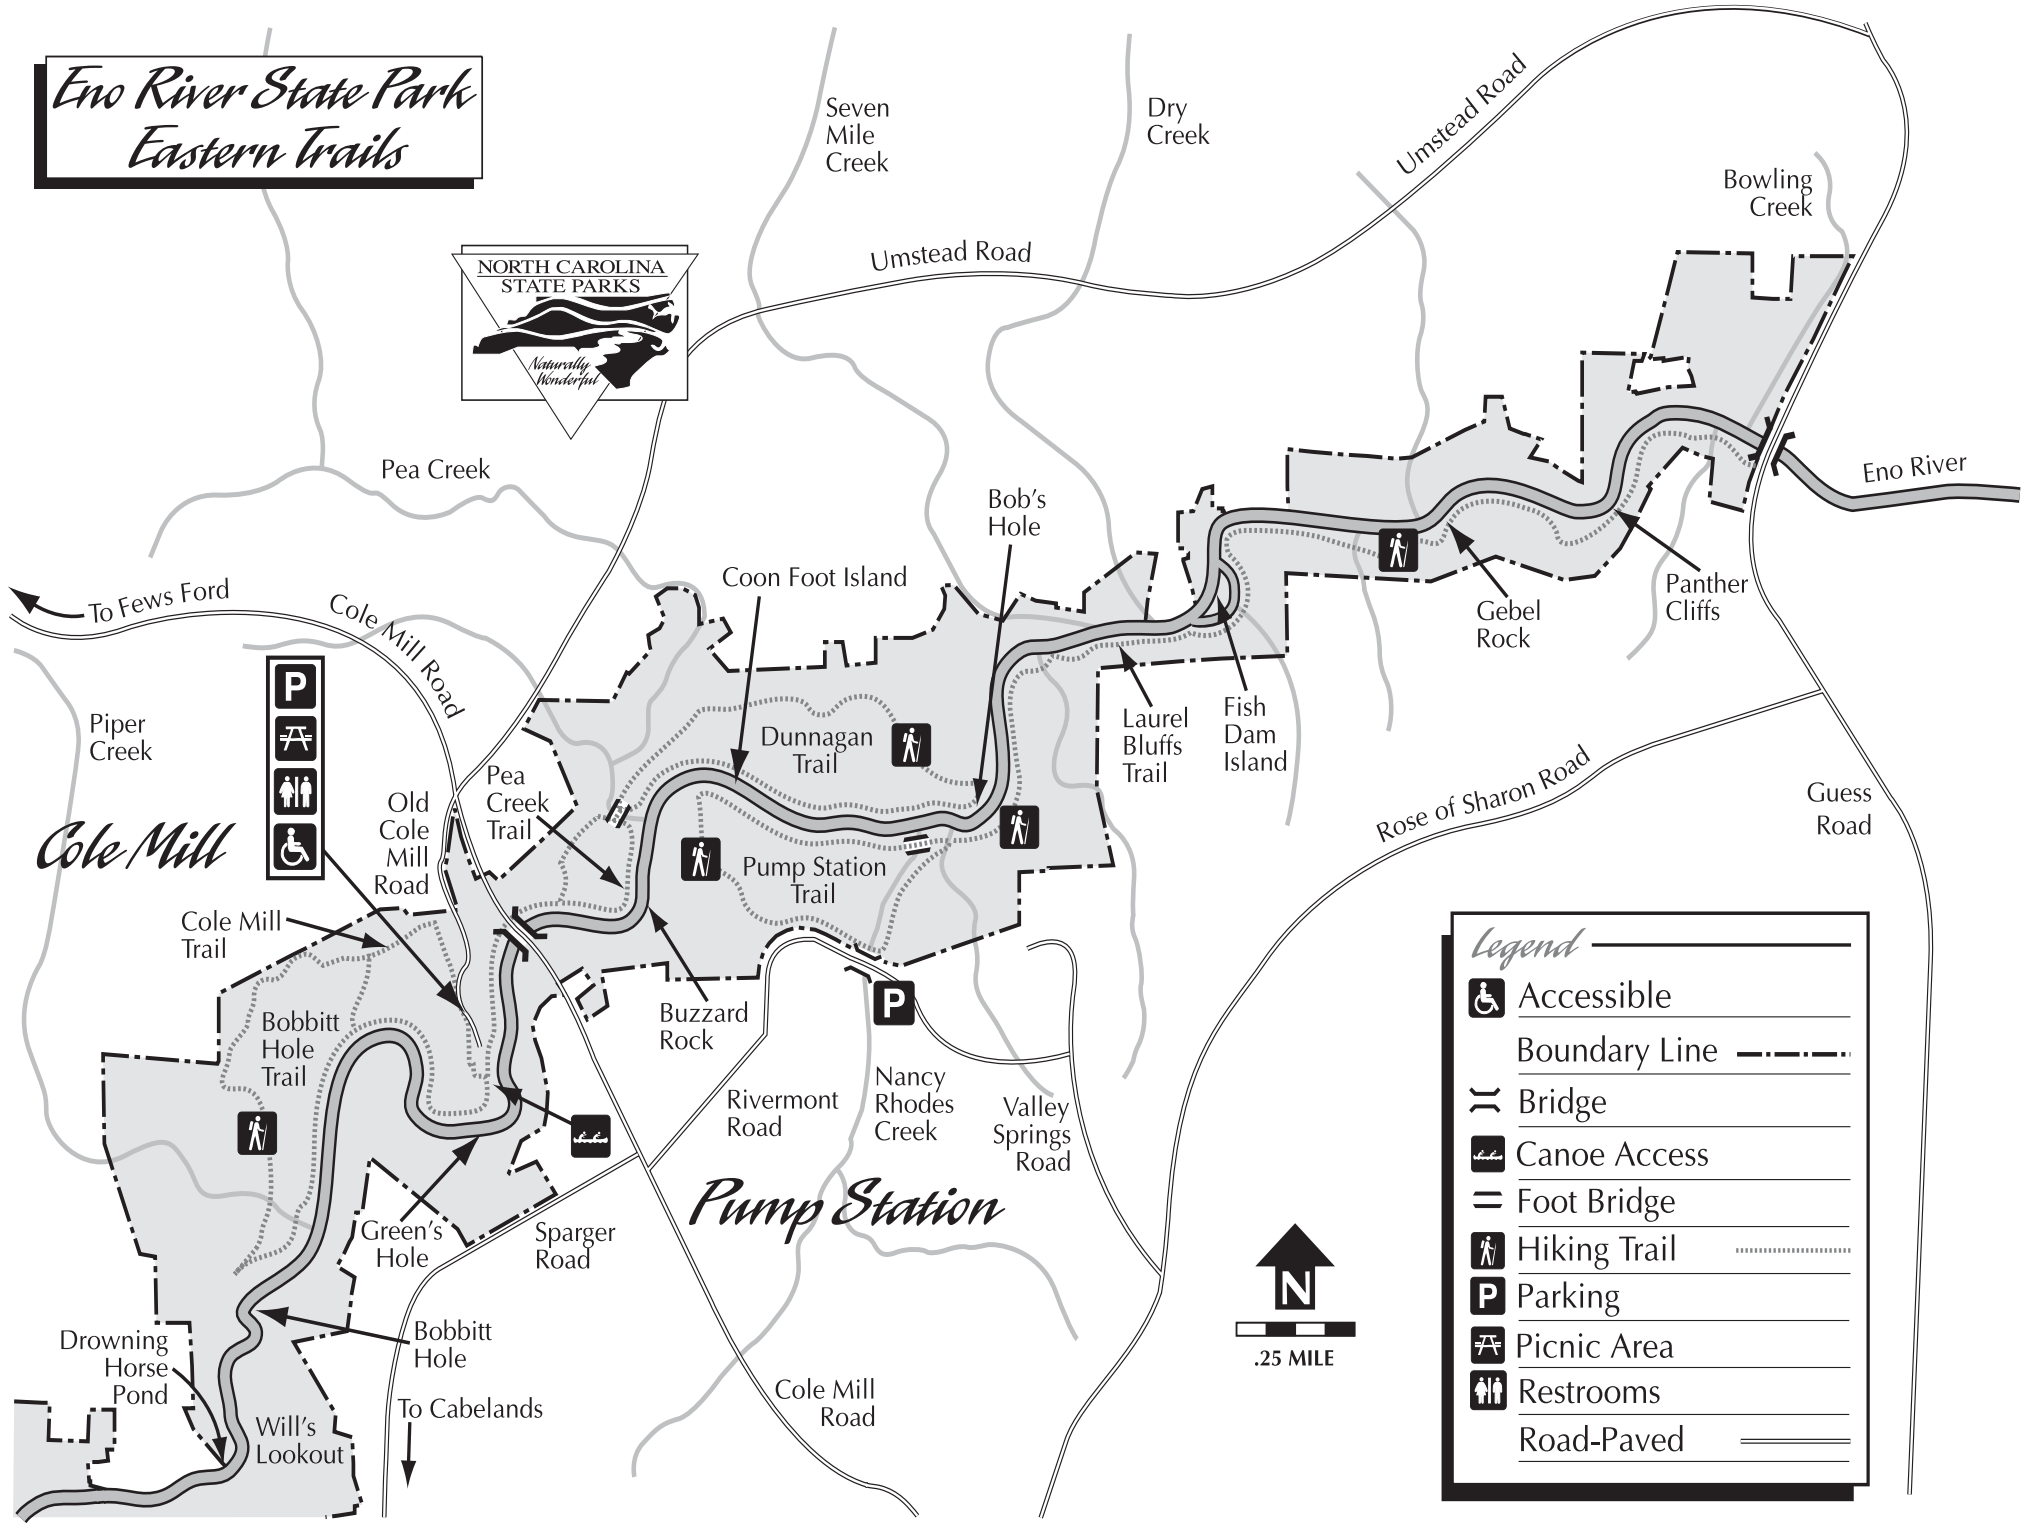 Eno River State Park
Eastern Trails
NORTH CAROLINA
STATE PARKS
Naturally
Wonderful
Seven
Mile
Creek
Dry
Creek
Umstead Road
Umstead Road
Bowling
Creek
Pea Creek
Eno River
Bob's
Hole
Coon Foot Island
To Fews Ford
Cole Mill Road
Panther
Cliffs
Gebel
Rock
Piper
Creek
P
Dunnagan
Trail
Laurel
Bluffs
Trail
Fish
Dam
Island
Pea
Creek
Trail
Old
Cole
Mill
Road
Cole Mill
Rose of Sharon Road
Guess
Road
Pump Station
Trail
Cole Mill
Trail
Bobbitt
Hole
Trail
Buzzard
Rock
P
Rivermont
Road
Nancy
Rhodes
Creek
Valley
Springs
Road
Pump Station
Green's
Hole
Sparger
Road
Bobbitt
Hole
Drowning
Horse
Pond
Will's
Lookout
To Cabelands
Cole Mill
Road
N
.25 MILE
Legend
Accessible
Boundary Line
Bridge
Canoe Access
Foot Bridge
Hiking Trail
P Parking
Picnic Area
Restrooms
Road-Paved